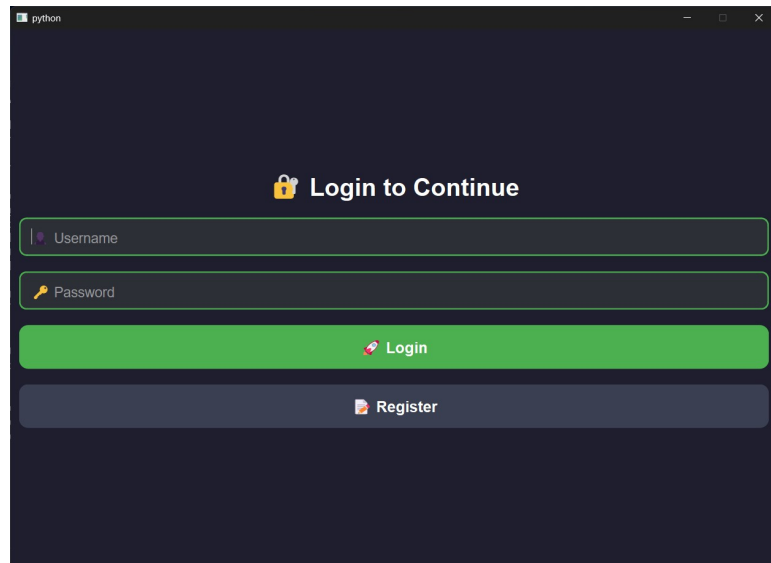 python
🔐 Login to Continue
👤 Username
🔑 Password
🚀 Login
📝 Register